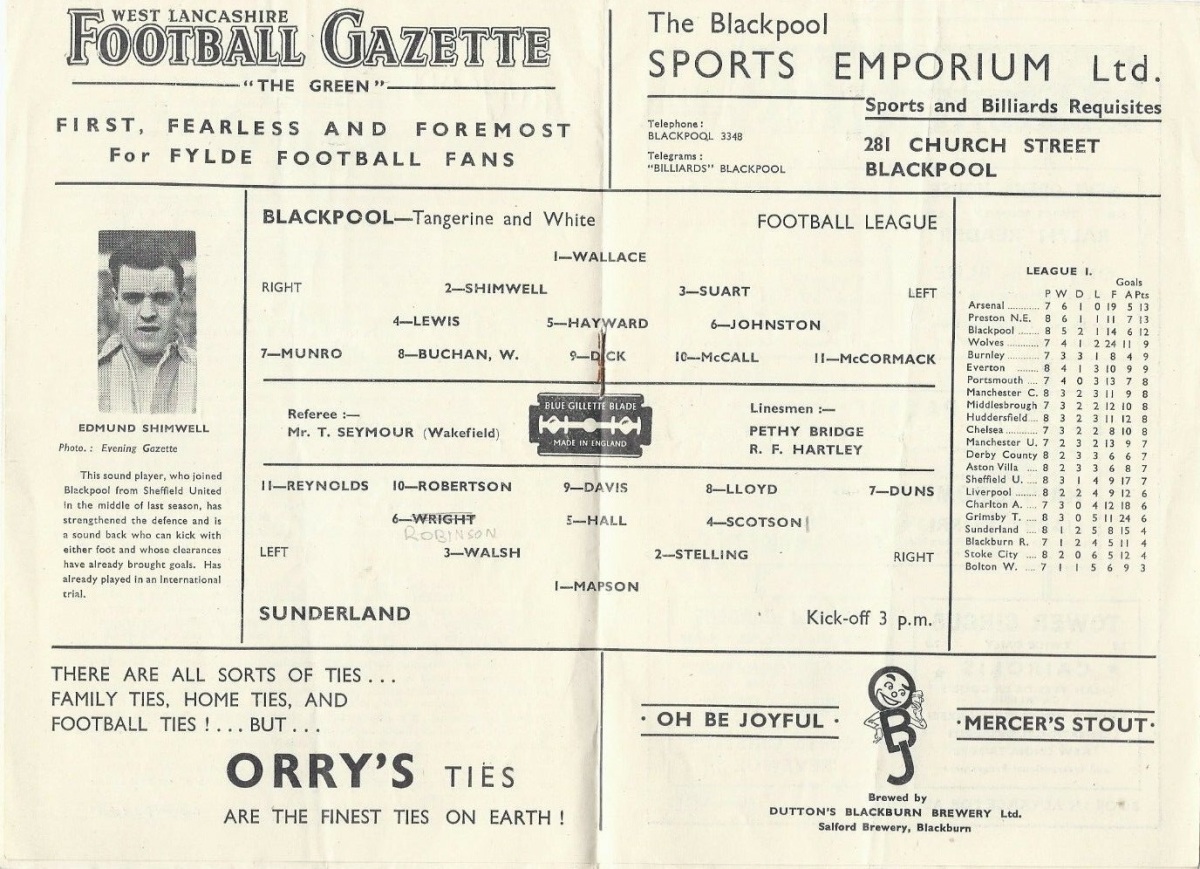 WEST LANCASHIRE
FOOTBALL GAZETTE
"THE GREEN"
FIRST, FEARLESS AND FOREMOST
For FYLDE FOOTBALL FANS
The Blackpool
SPORTS EMPORIUM Ltd.
Sports and Billiards Requisites
Telephone :
BLACKPOOL 3348
Telegrams :
"BILLIARDS" BLACKPOOL
281 CHURCH STREET
BLACKPOOL
EDMUND SHIMWELL
Photo. : Evening Gazette
This sound player, who joined
Blackpool from Sheffield United
in the middle of last season, has
strengthened the defence and is
a sound back who can kick with
either foot and whose clearances
have already brought goals. Has
already played in an International
trial.
BLACKPOOL—Tangerine and White FOOTBALL LEAGUE
1—WALLACE
RIGHT 2—SHIMWELL 3—SUART LEFT
4—LEWIS 5—HAYWARD 6—JOHNSTON
7—MUNRO 8—BUCHAN, W. 9—DICK 10—McCALL 11—McCORMACK
Referee :—
Mr. T. SEYMOUR (Wakefield)
BLUE GILLETTE BLADE
MADE IN ENGLAND
Linesmen :—
PETHY BRIDGE
R. F. HARTLEY
11—REYNOLDS 10—ROBERTSON 9—DAVIS 8—LLOYD 7—DUNS
6—WRIGHT 5—HALL 4—SCOTSON
ROBINSON
LEFT 3—WALSH 2—STELLING RIGHT
1—MAPSON
SUNDERLAND Kick-off 3 p.m.
LEAGUE I.
Goals
P W D L F A Pts
Arsenal 7 6 1 0 19 5 13
Preston N.E. 8 6 1 1 11 7 13
Blackpool 8 5 2 1 14 6 12
Wolves 7 4 1 2 24 11 9
Burnley 7 3 3 1 8 4 9
Everton 8 4 1 3 10 9 9
Portsmouth 7 4 0 3 13 7 8
Manchester C. 8 3 2 3 11 9 8
Middlesbrough 7 3 2 2 12 10 8
Huddersfield 8 3 2 3 11 12 8
Chelsea 7 3 2 2 8 10 8
Manchester U. 7 2 3 2 13 9 7
Derby County 8 2 3 3 6 6 7
Aston Villa 8 2 3 3 6 8 7
Sheffield U. 8 3 1 4 9 17 7
Liverpool 8 2 2 4 9 12 6
Charlton A. 7 3 0 4 12 18 6
Grimsby T. 8 3 0 5 11 24 6
Sunderland 8 1 2 5 8 15 4
Blackburn R. 7 1 2 4 5 11 4
Stoke City 8 2 0 6 5 12 4
Bolton W. 7 1 1 5 6 9 3
THERE ARE ALL SORTS OF TIES . . .
FAMILY TIES, HOME TIES, AND
FOOTBALL TIES ! . . . BUT . . .
ORRY'S TIES
ARE THE FINEST TIES ON EARTH !
· OH BE JOYFUL ·
OBJ
· MERCER'S STOUT ·
Brewed by
DUTTON'S BLACKBURN BREWERY Ltd.
Salford Brewery, Blackburn